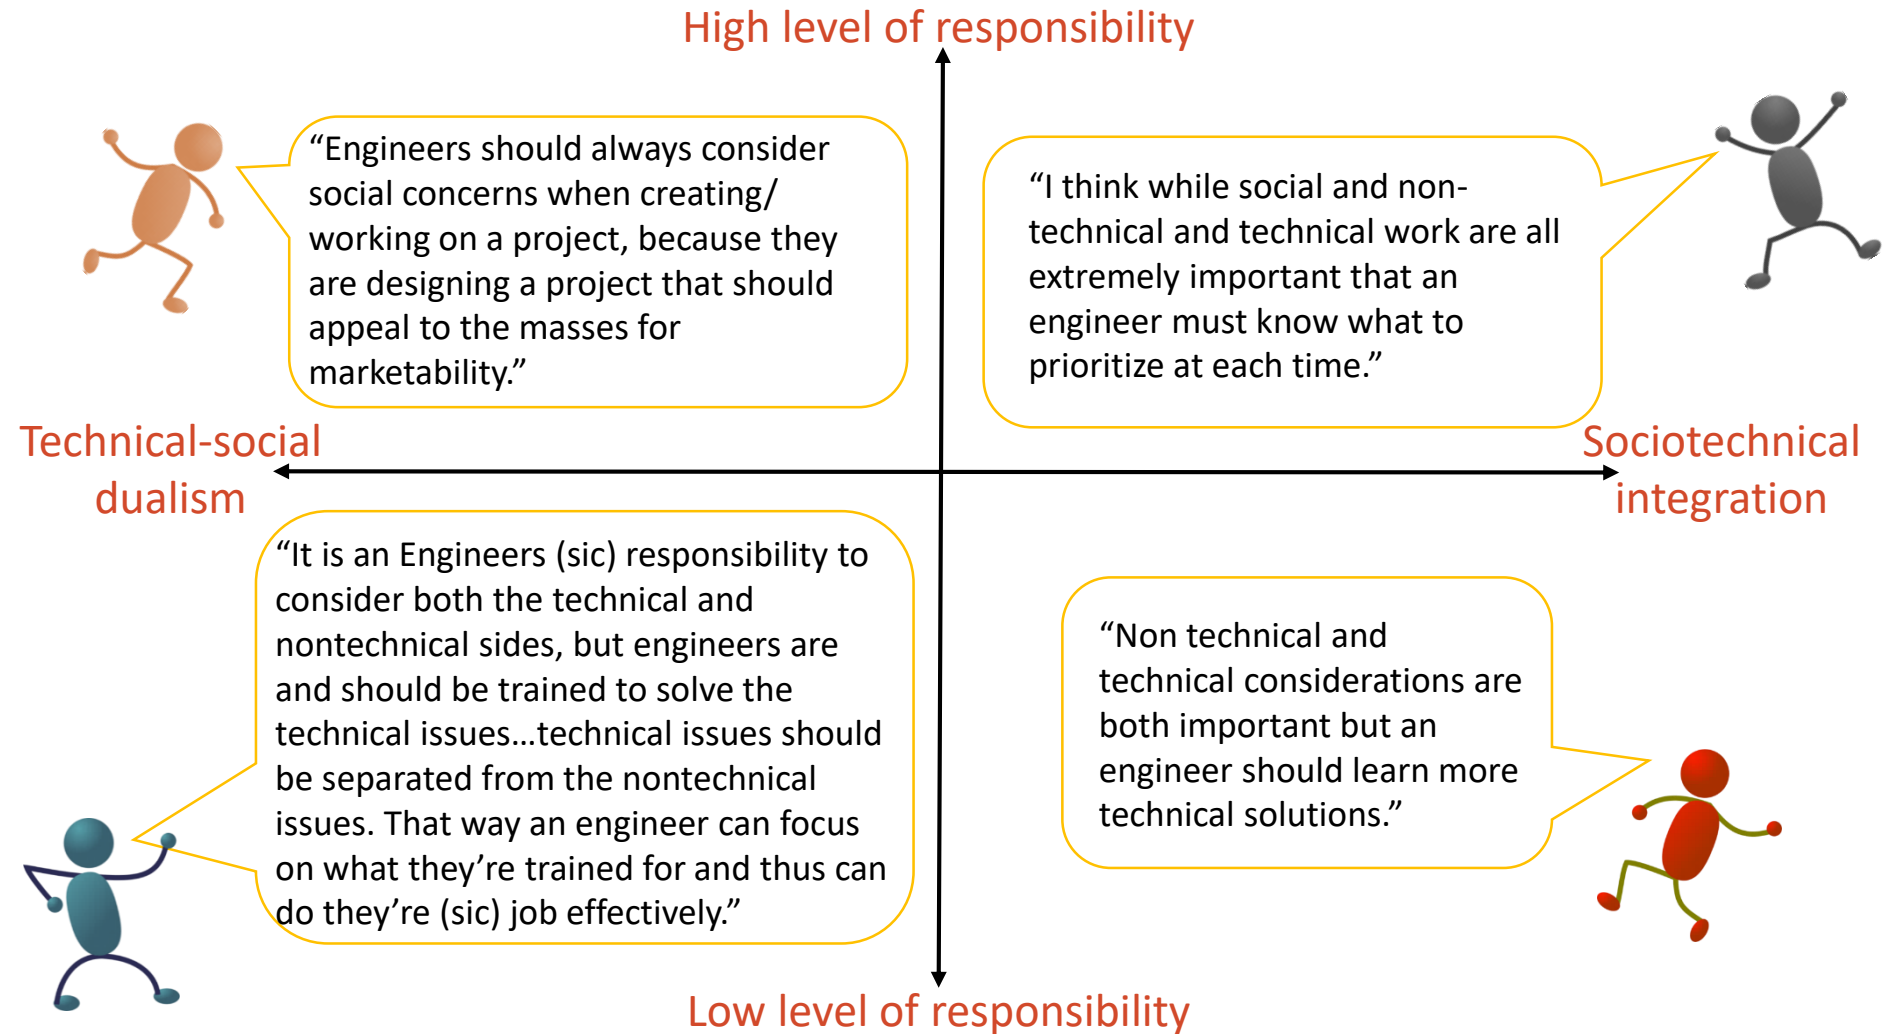 High level of responsibility
“Engineers should always consider
social concerns when creating/
working on a project, because they
are designing a project that should
appeal to the masses for
marketability.”
“I think while social and non-
technical and technical work are all
extremely important that an
engineer must know what to
prioritize at each time.”
Technical-social
dualism
Sociotechnical
integration
“It is an Engineers (sic) responsibility to
consider both the technical and
nontechnical sides, but engineers are
and should be trained to solve the
technical issues…technical issues should
be separated from the nontechnical
issues. That way an engineer can focus
on what they’re trained for and thus can
do they’re (sic) job effectively.”
“Non technical and
technical considerations are
both important but an
engineer should learn more
technical solutions.”
Low level of responsibility